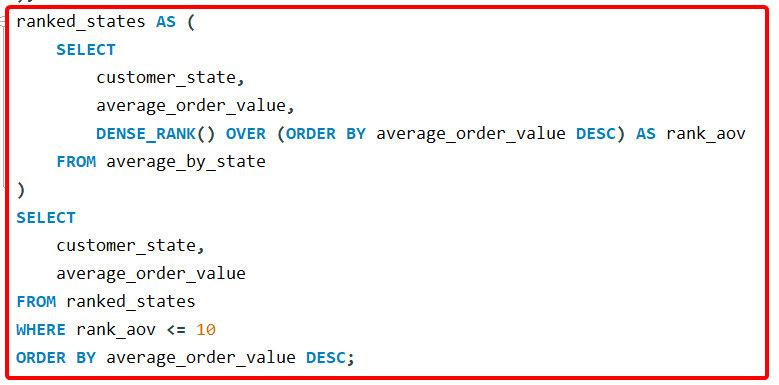 ranked_states AS (
    SELECT
        customer_state,
        average_order_value,
        DENSE_RANK() OVER (ORDER BY average_order_value DESC) AS rank_aov
    FROM average_by_state
)
SELECT
    customer_state,
    average_order_value
FROM ranked_states
WHERE rank_aov <= 10
ORDER BY average_order_value DESC;